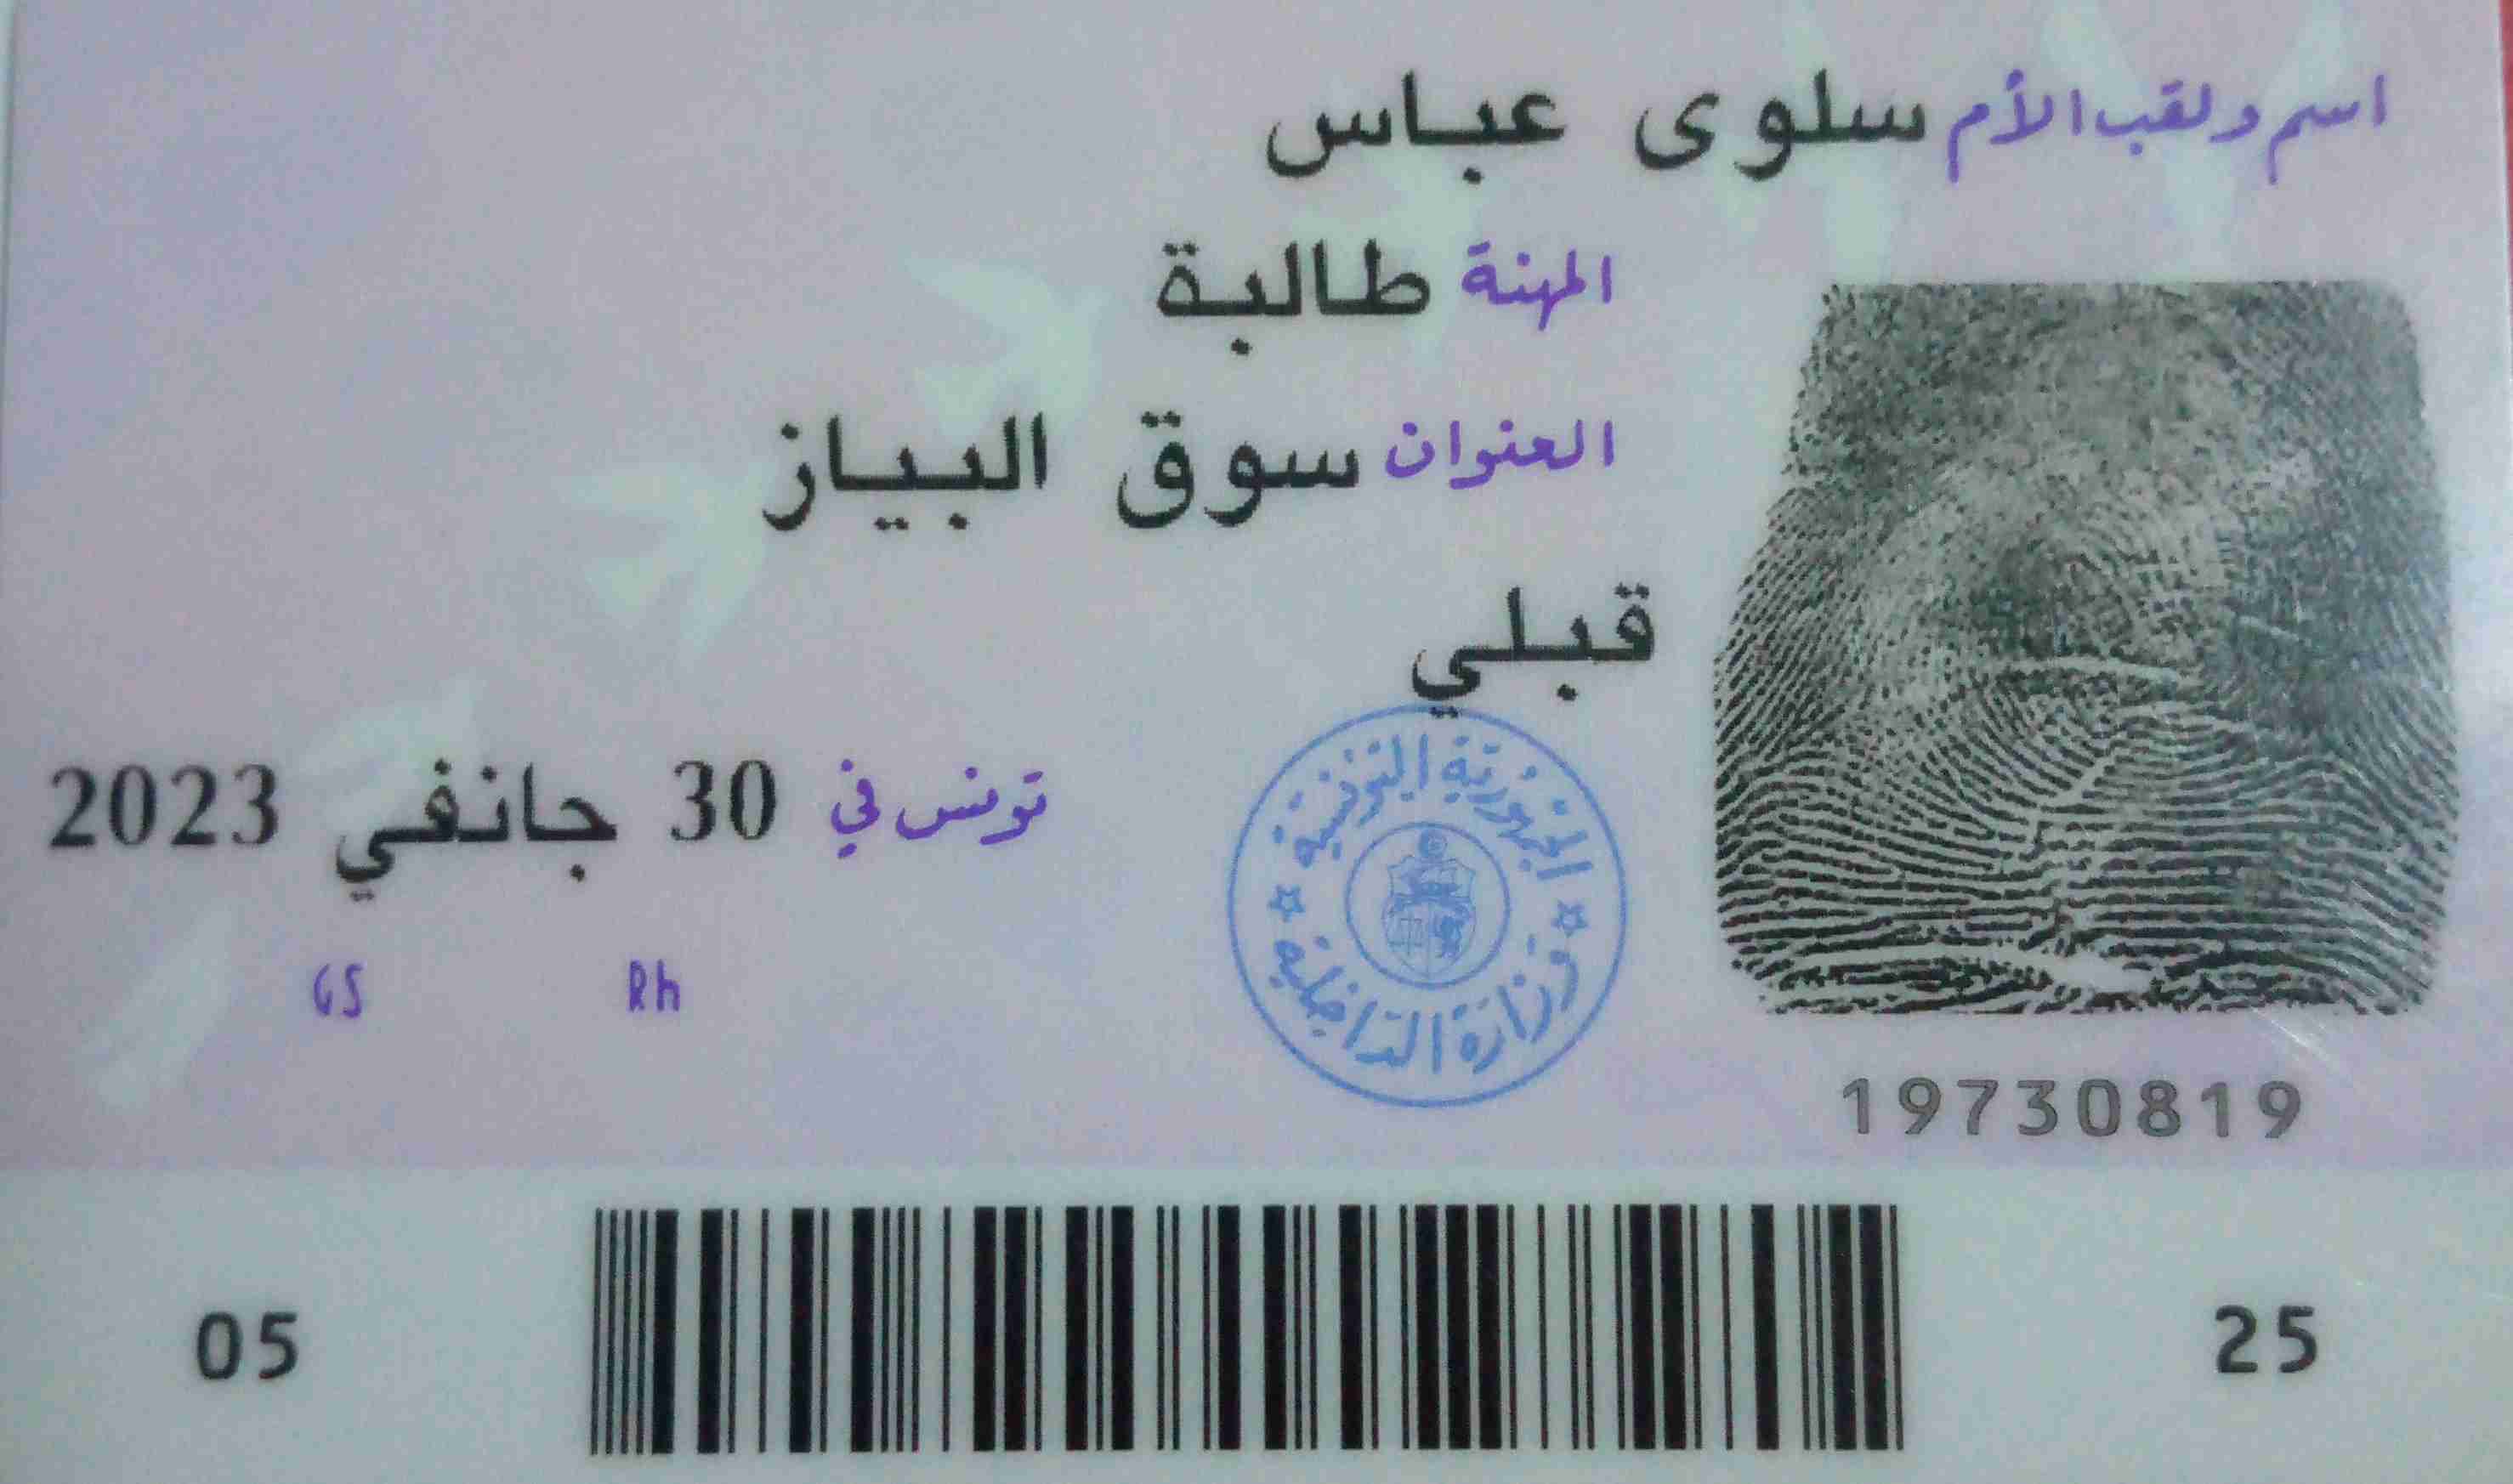 اسم ولقب الأم سلوى عباس
المهنة طالبة
العنوان سوق البياز
قبلي
تونس في 30 جانفي 2023
الجمهورية التونسية
وزارة الداخلية
GS Rh
19730819
05 25